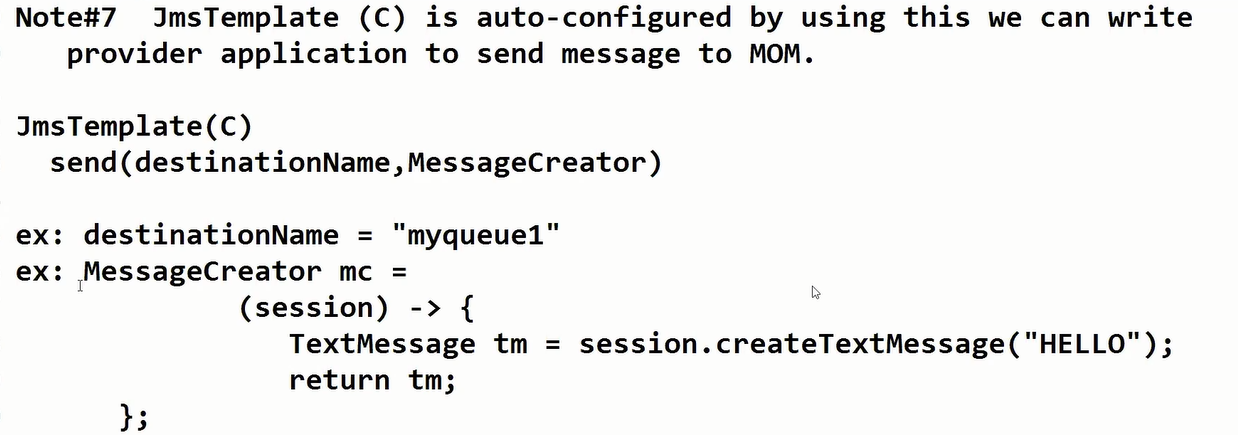 Note#7  JmsTemplate (C) is auto-configured by using this we can write
provider application to send message to MOM.
JmsTemplate(C)
send(destinationName,MessageCreator)
ex: destinationName = "myqueue1"
ex: MessageCreator mc =
(session) -> {
TextMessage tm = session.createTextMessage("HELLO");
return tm;
};